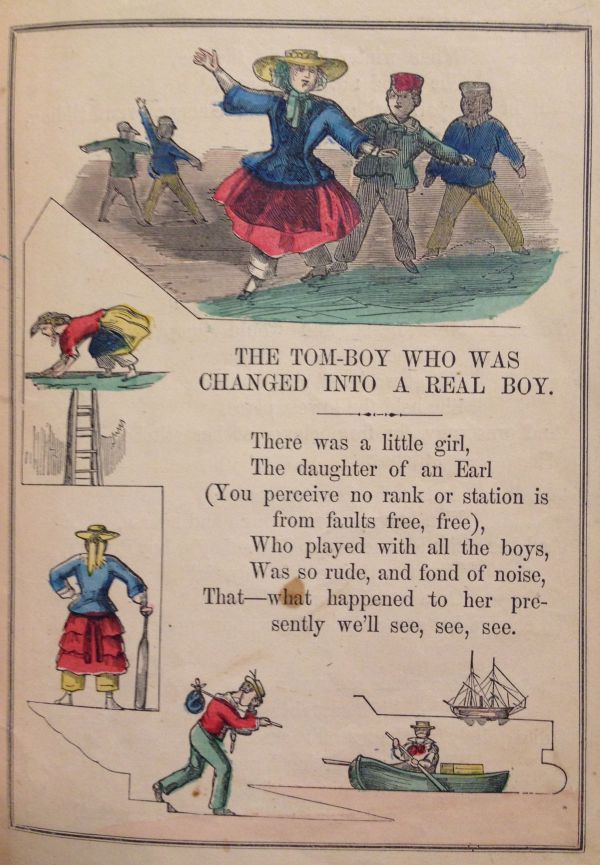 THE TOM-BOY WHO WAS
CHANGED INTO A REAL BOY.
There was a little girl,
The daughter of an Earl
(You perceive no rank or station is
from faults free, free),
Who played with all the boys,
Was so rude, and fond of noise,
That—what happened to her pre-
sently we'll see, see, see.